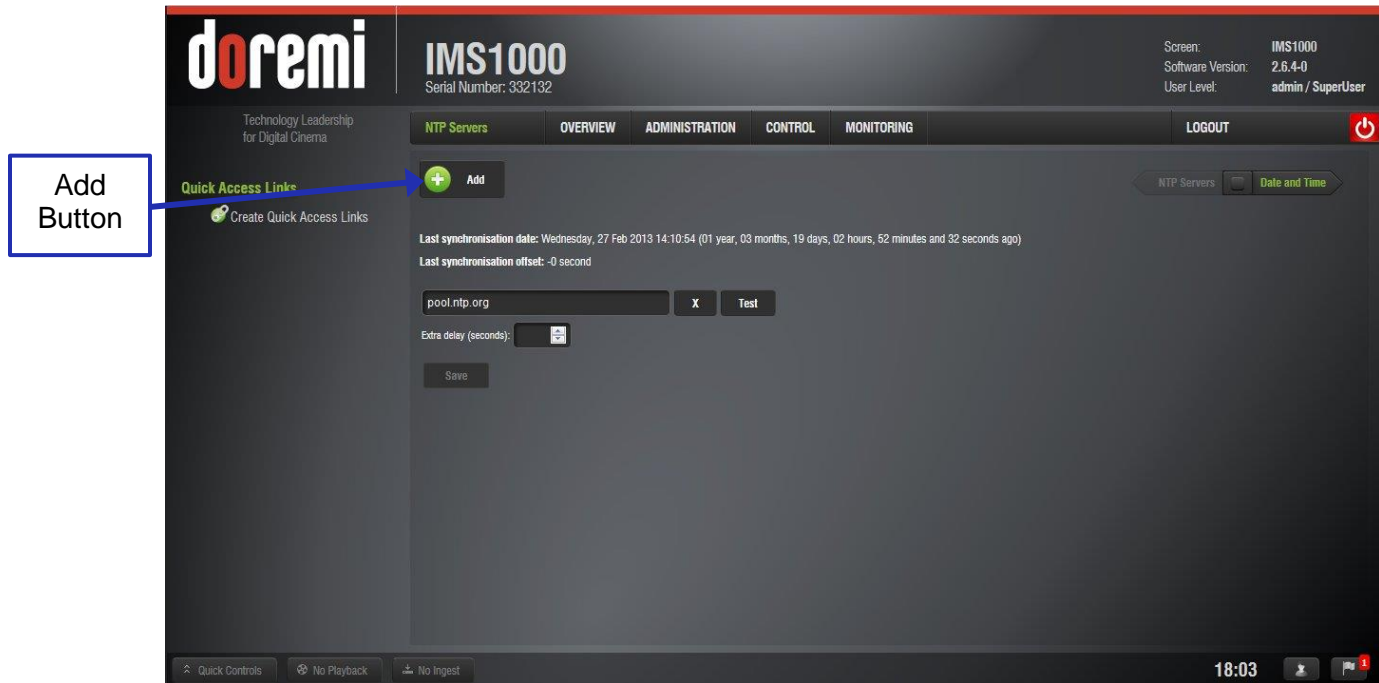 doremi
Technology Leadership
for Digital Cinema
IMS1000
Serial Number: 332132
Screen: IMS1000
Software Version: 2.6.4-0
User Level: admin / SuperUser
NTP Servers OVERVIEW ADMINISTRATION CONTROL MONITORING LOGOUT
Add
Button
Quick Access Links
Create Quick Access Links
Add
NTP Servers Date and Time
Last synchronisation date: Wednesday, 27 Feb 2013 14:10:54 (01 year, 03 months, 19 days, 02 hours, 52 minutes and 32 seconds ago)
Last synchronisation offset: -0 second
pool.ntp.org X Test
Extra delay (seconds):
Save
Quick Controls No Playback No Ingest 18:03 1